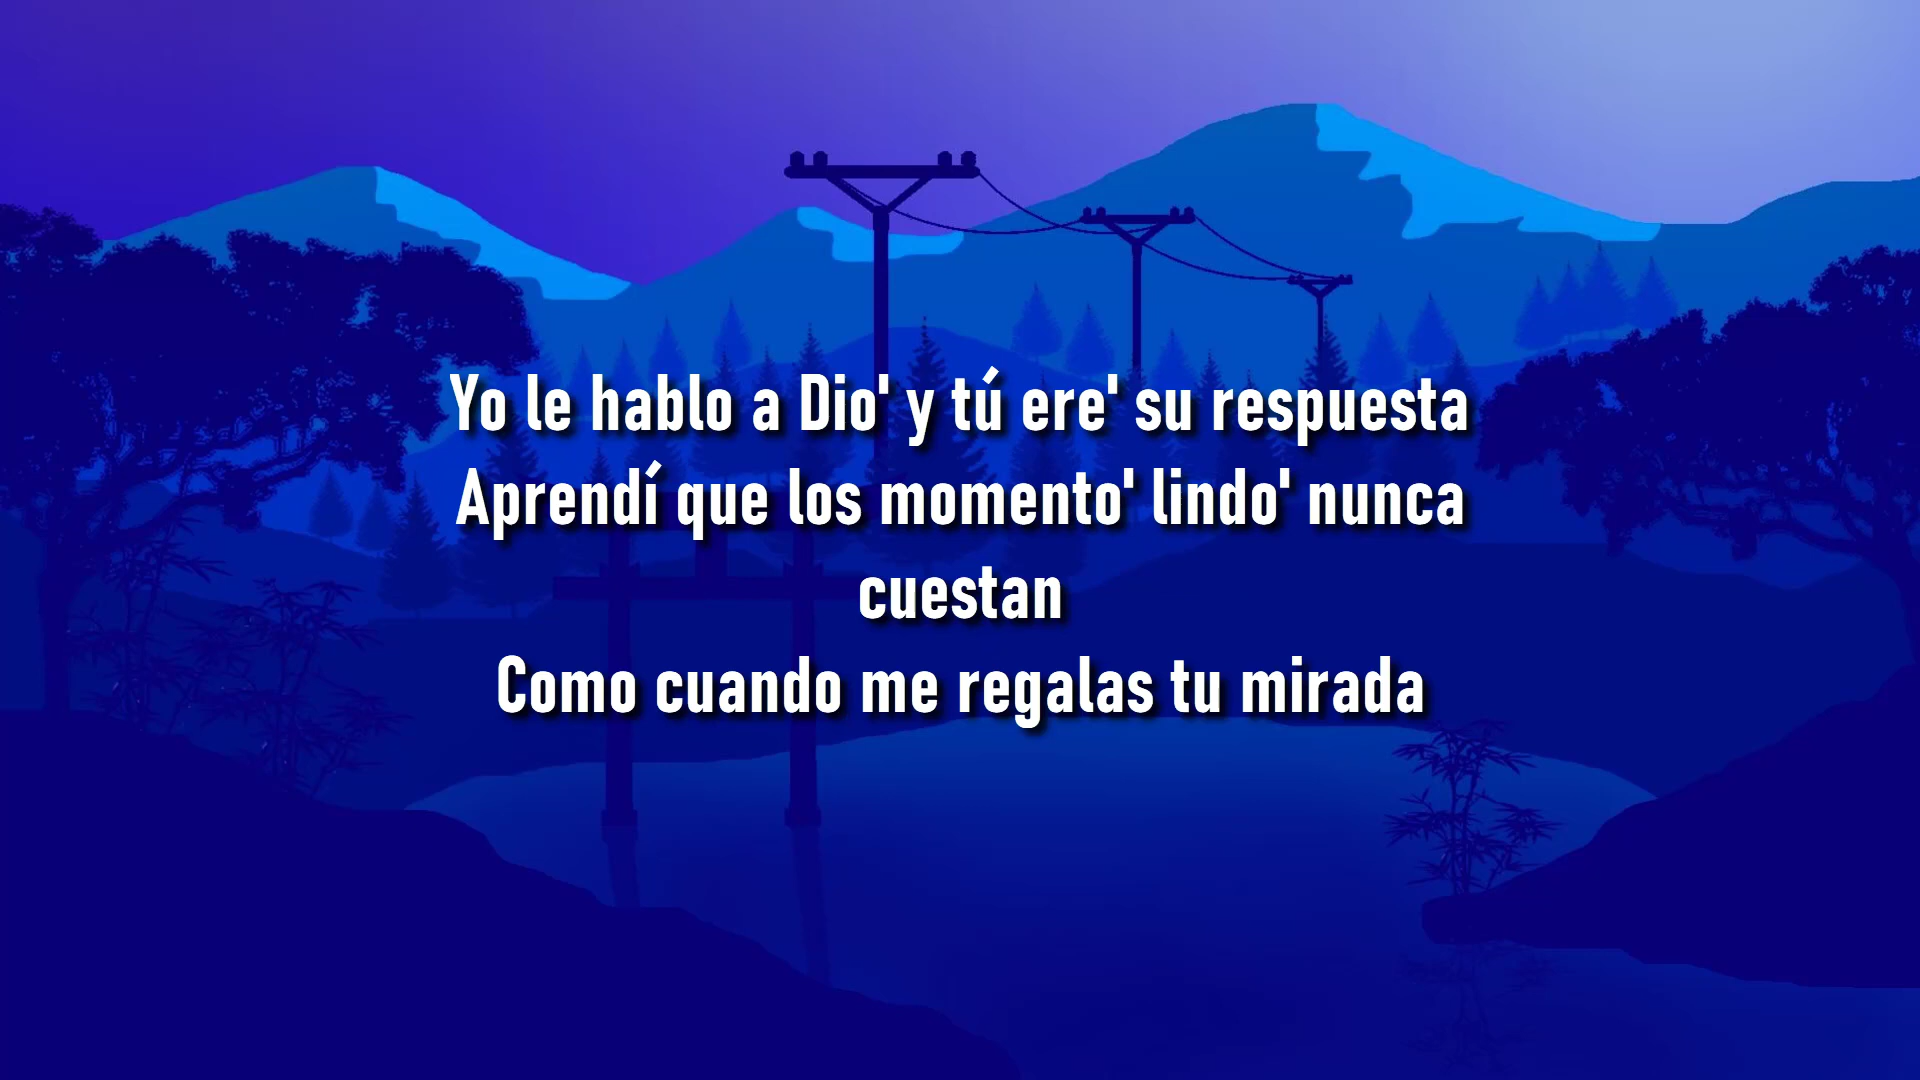 Yo le hablo a Dio' y tú ere' su respuesta
Aprendí que los momento' lindo' nunca
cuestan
Como cuando me regalas tu mirada